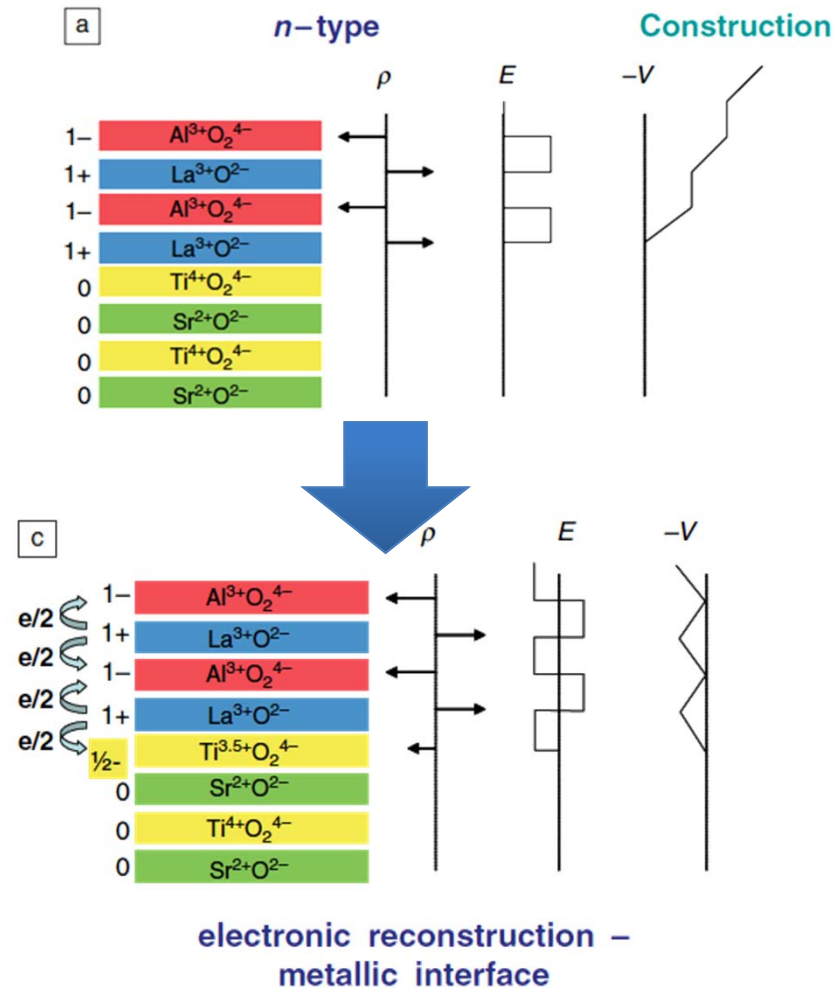 a n–type Construction
ρ E –V
1– Al³⁺O₂⁴⁻
1+ La³⁺O²⁻
1– Al³⁺O₂⁴⁻
1+ La³⁺O²⁻
0 Ti⁴⁺O₂⁴⁻
0 Sr²⁺O²⁻
0 Ti⁴⁺O₂⁴⁻
0 Sr²⁺O²⁻
c ρ E –V
1– Al³⁺O₂⁴⁻
e/2
1+ La³⁺O²⁻
e/2
1– Al³⁺O₂⁴⁻
e/2
1+ La³⁺O²⁻
e/2
½- Ti³·⁵⁺O₂⁴⁻
0 Sr²⁺O²⁻
0 Ti⁴⁺O₂⁴⁻
0 Sr²⁺O²⁻
electronic reconstruction –
metallic interface